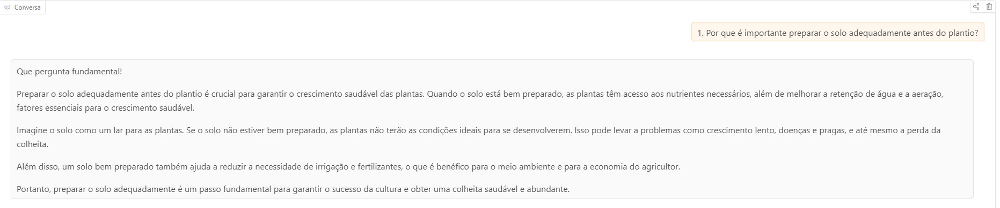 Conversa
1. Por que é importante preparar o solo adequadamente antes do plantio?
Que pergunta fundamental!
Preparar o solo adequadamente antes do plantio é crucial para garantir o crescimento saudável das plantas. Quando o solo está bem preparado, as plantas têm acesso aos nutrientes necessários, além de melhorar a retenção de água e a aeração,
fatores essenciais para o crescimento saudável.
Imagine o solo como um lar para as plantas. Se o solo não estiver bem preparado, as plantas não terão as condições ideais para se desenvolverem. Isso pode levar a problemas como crescimento lento, doenças e pragas, e até mesmo a perda da
colheita.
Além disso, um solo bem preparado também ajuda a reduzir a necessidade de irrigação e fertilizantes, o que é benéfico para o meio ambiente e para a economia do agricultor.
Portanto, preparar o solo adequadamente é um passo fundamental para garantir o sucesso da cultura e obter uma colheita saudável e abundante.